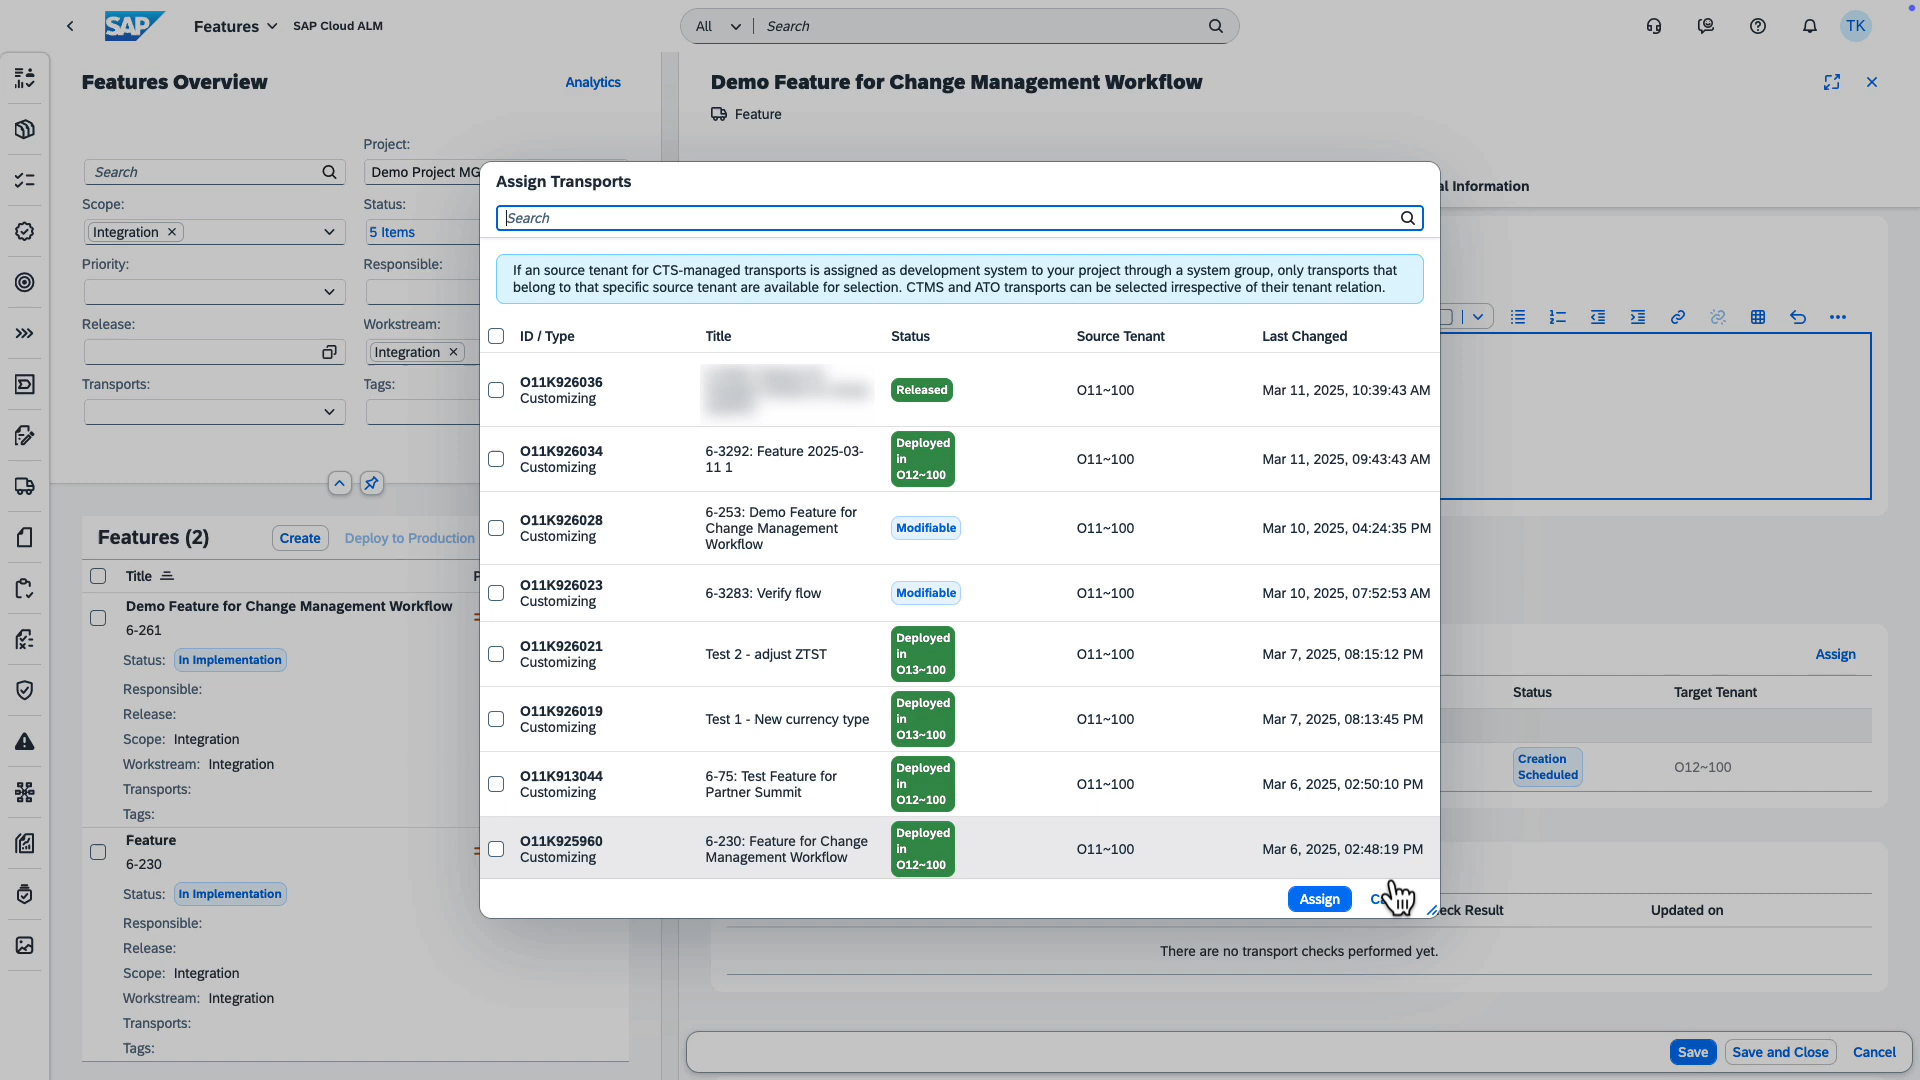 SAP
Features
SAP Cloud ALM
All
Search
TK
Features Overview
Analytics
Search
Project:
Demo Project MG
Scope:
Integration
Status:
5 Items
Priority:
Responsible:
Release:
Workstream:
Integration
Transports:
Tags:
Features (2)
Create
Deploy to Production
Title
Demo Feature for Change Management Workflow
6-261
Status: In Implementation
Responsible:
Release:
Scope: Integration
Workstream: Integration
Transports:
Tags:
Feature
6-230
Status: In Implementation
Responsible:
Release:
Scope: Integration
Workstream: Integration
Transports:
Tags:
Demo Feature for Change Management Workflow
Feature
al Information
Assign Transports
Search
If an source tenant for CTS-managed transports is assigned as development system to your project through a system group, only transports that
belong to that specific source tenant are available for selection. CTMS and ATO transports can be selected irrespective of their tenant relation.
ID / Type
Title
Status
Source Tenant
Last Changed
O11K926036
Customizing
Released
O11~100
Mar 11, 2025, 10:39:43 AM
O11K926034
Customizing
6-3292: Feature 2025-03-
11 1
Deployed
in
O12~100
O11~100
Mar 11, 2025, 09:43:43 AM
O11K926028
Customizing
6-253: Demo Feature for
Change Management
Workflow
Modifiable
O11~100
Mar 10, 2025, 04:24:35 PM
O11K926023
Customizing
6-3283: Verify flow
Modifiable
O11~100
Mar 10, 2025, 07:52:53 AM
O11K926021
Customizing
Test 2 - adjust ZTST
Deployed
in
O13~100
O11~100
Mar 7, 2025, 08:15:12 PM
O11K926019
Customizing
Test 1 - New currency type
Deployed
in
O13~100
O11~100
Mar 7, 2025, 08:13:45 PM
O11K913044
Customizing
6-75: Test Feature for
Partner Summit
Deployed
in
O12~100
O11~100
Mar 6, 2025, 02:50:10 PM
O11K925960
Customizing
6-230: Feature for Change
Management Workflow
Deployed
in
O12~100
O11~100
Mar 6, 2025, 02:48:19 PM
Assign
Assign
Status
Target Tenant
Creation
Scheduled
O12~100
eck Result
Updated on
There are no transport checks performed yet.
Save
Save and Close
Cancel